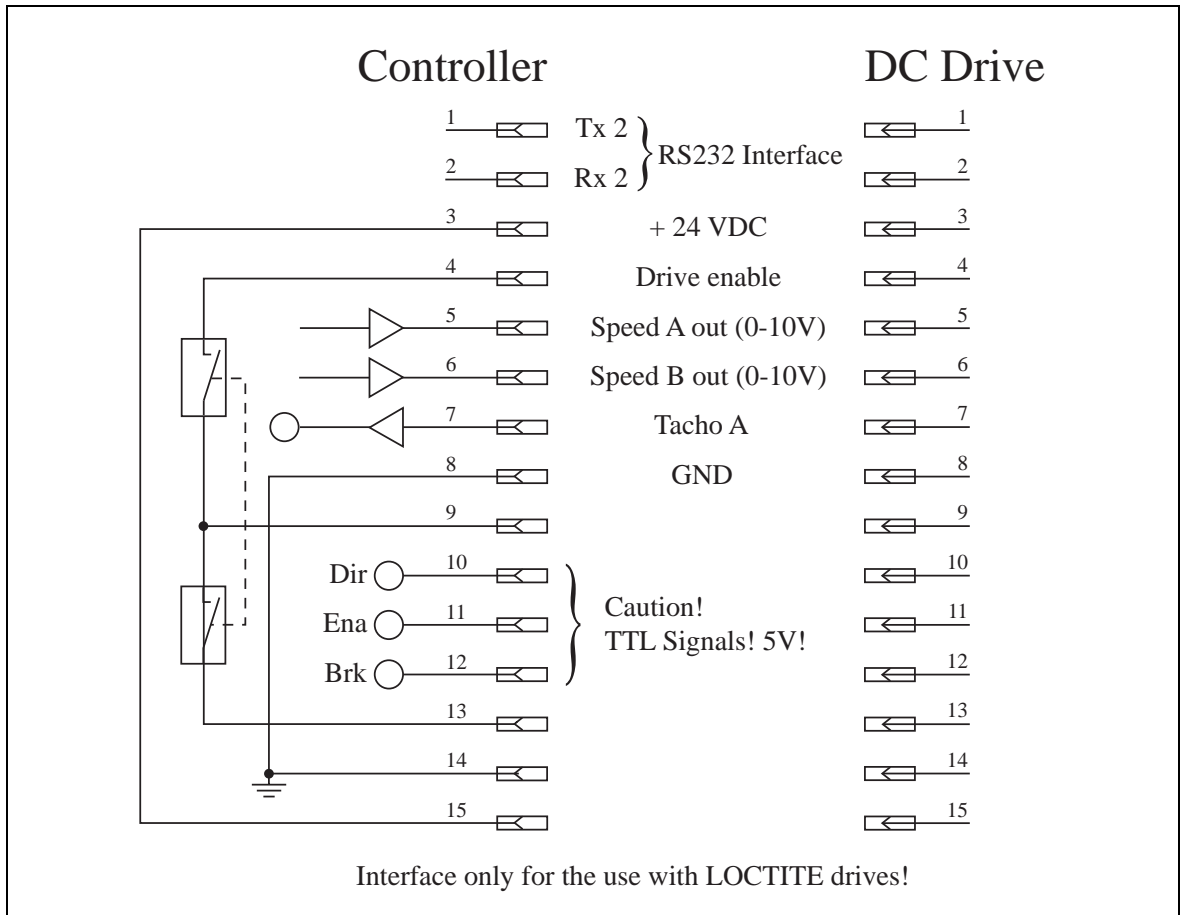 Controller DC Drive
1 Tx 2 1
RS232 Interface
2 Rx 2 2
3 + 24 VDC 3
4 Drive enable 4
5 Speed A out (0-10V) 5
6 Speed B out (0-10V) 6
7 Tacho A 7
8 GND 8
9 9
Dir 10 10
Caution!
Ena 11 11
TTL Signals! 5V!
Brk 12 12
13 13
14 14
15 15
Interface only for the use with LOCTITE drives!